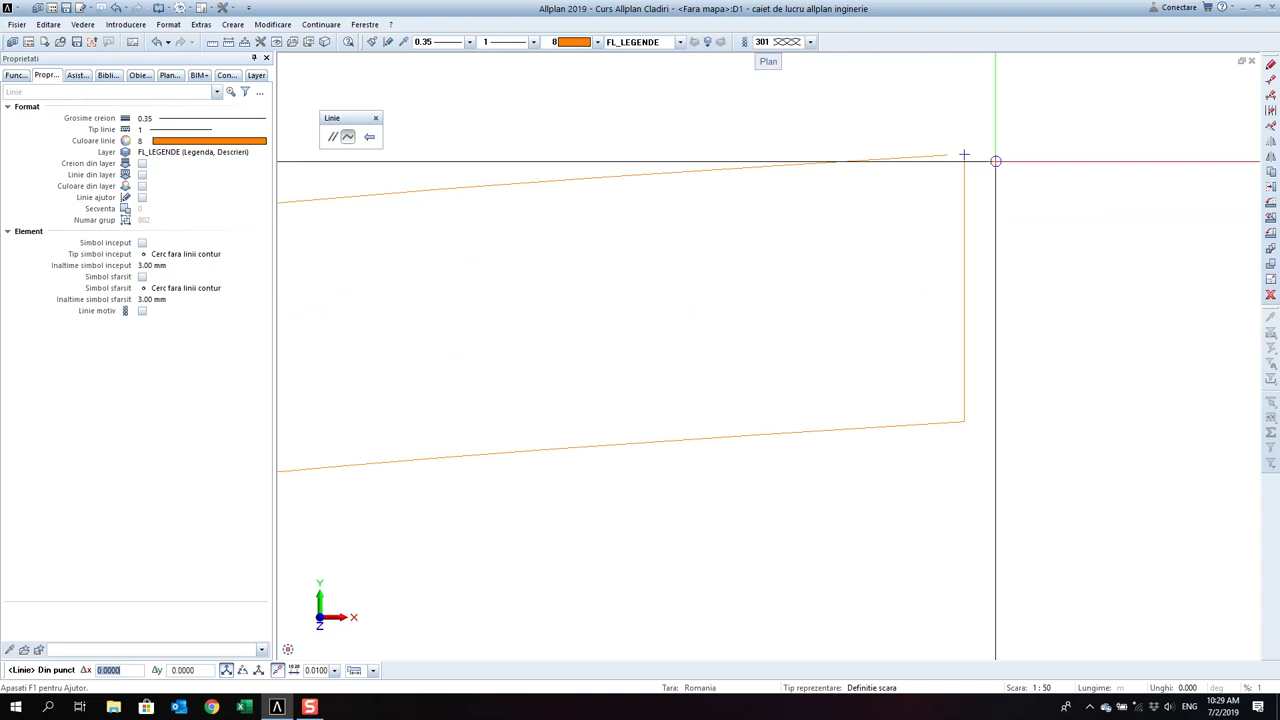 Allplan 2019 - Curs Allplan Cladiri - <Fara mapa>:D1 - caiet de lucru allplan inginerie
Conectare
Fisier Editare Vedere Introducere Format Extras Creare Modificare Continuare Ferestre ?
0.35 1 8 FL_LEGENDE 301
Proprietati
Func... Propr... Asist... Bibli... Obie... Plan... BIM+ Con... Layer
Plan
Linie
Linie
Format
Grosime creion 0.35
Tip linie 1
Culoare linie 8
Layer FL_LEGENDE (Legenda, Descrieri)
Creion din layer
Linie din layer
Culoare din layer
Linie ajutor
Secventa 0
Numar grup 802
Element
Simbol inceput
Tip simbol inceput Cerc fara linii contur
Inaltime simbol inceput 3.00 mm
Simbol sfarsit
Simbol sfarsit Cerc fara linii contur
Inaltime simbol sfarsit 3.00 mm
Linie motiv
Y
X
Z
<Linie> Din punct Δx 0.0000 Δy 0.0000 0.0100
Apasati F1 pentru Ajutor. Tara: Romania Tip reprezentare: Definitie scara Scara: 1 : 50 Lungime: m Unghi: 0.000 deg %: 1
ENG
10:29 AM
7/2/2019